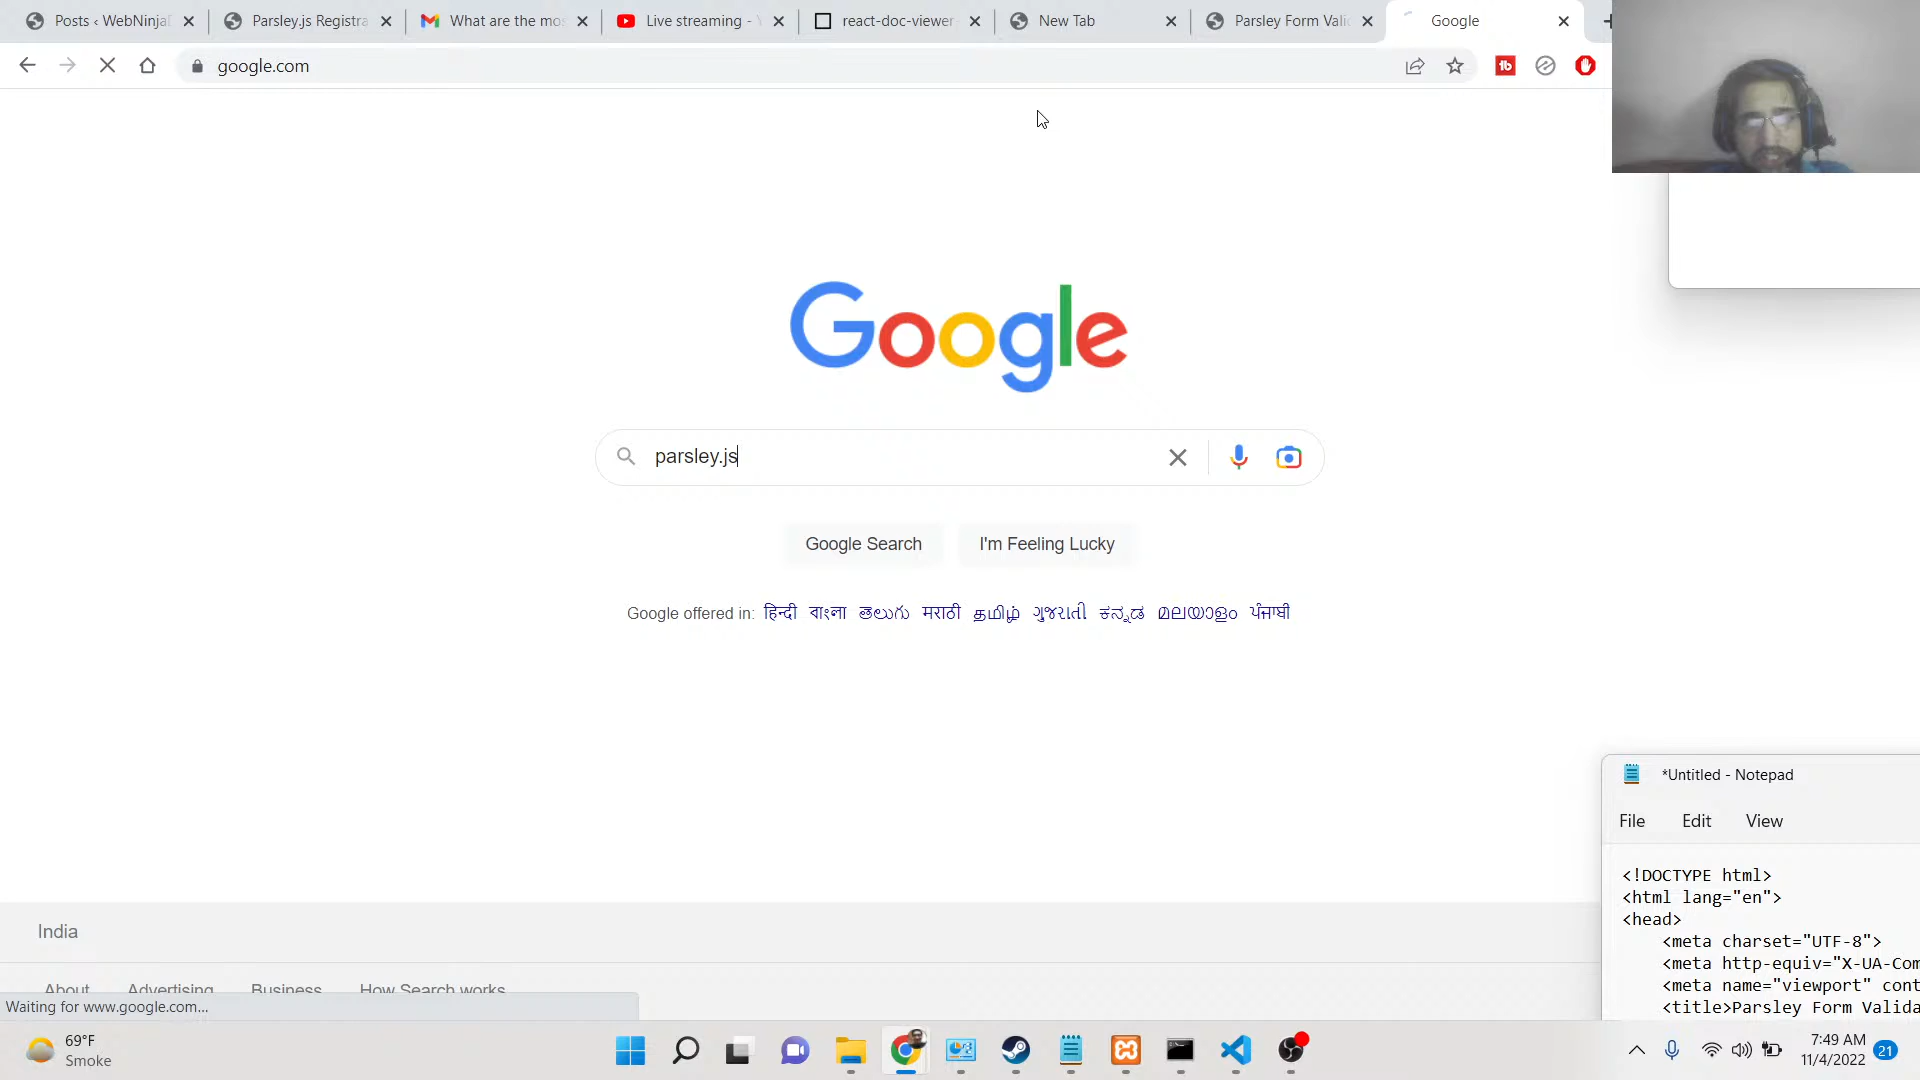 Posts ‹ WebNinja
Parsley.js Registra
What are the mo
Live streaming - Y
react-doc-viewer
New Tab
Parsley Form Vali
Google
google.com
Google
parsley.js
Google Search
I'm Feeling Lucky
Google offered in: हिन्दी বাংলা తెలుగు मराठी தமிழ் ગુજરાતી ಕನ್ನಡ മലയാളം ਪੰਜਾਬੀ
*Untitled - Notepad
File Edit View
<!DOCTYPE html>
<html lang="en">
<head>
<meta charset="UTF-8">
<meta http-equiv="X-UA-Com
<meta name="viewport" cont
<title>Parsley Form Valida
India
About Advertising Business How Search works
Waiting for www.google.com...
69°F
Smoke
7:49 AM
11/4/2022
21